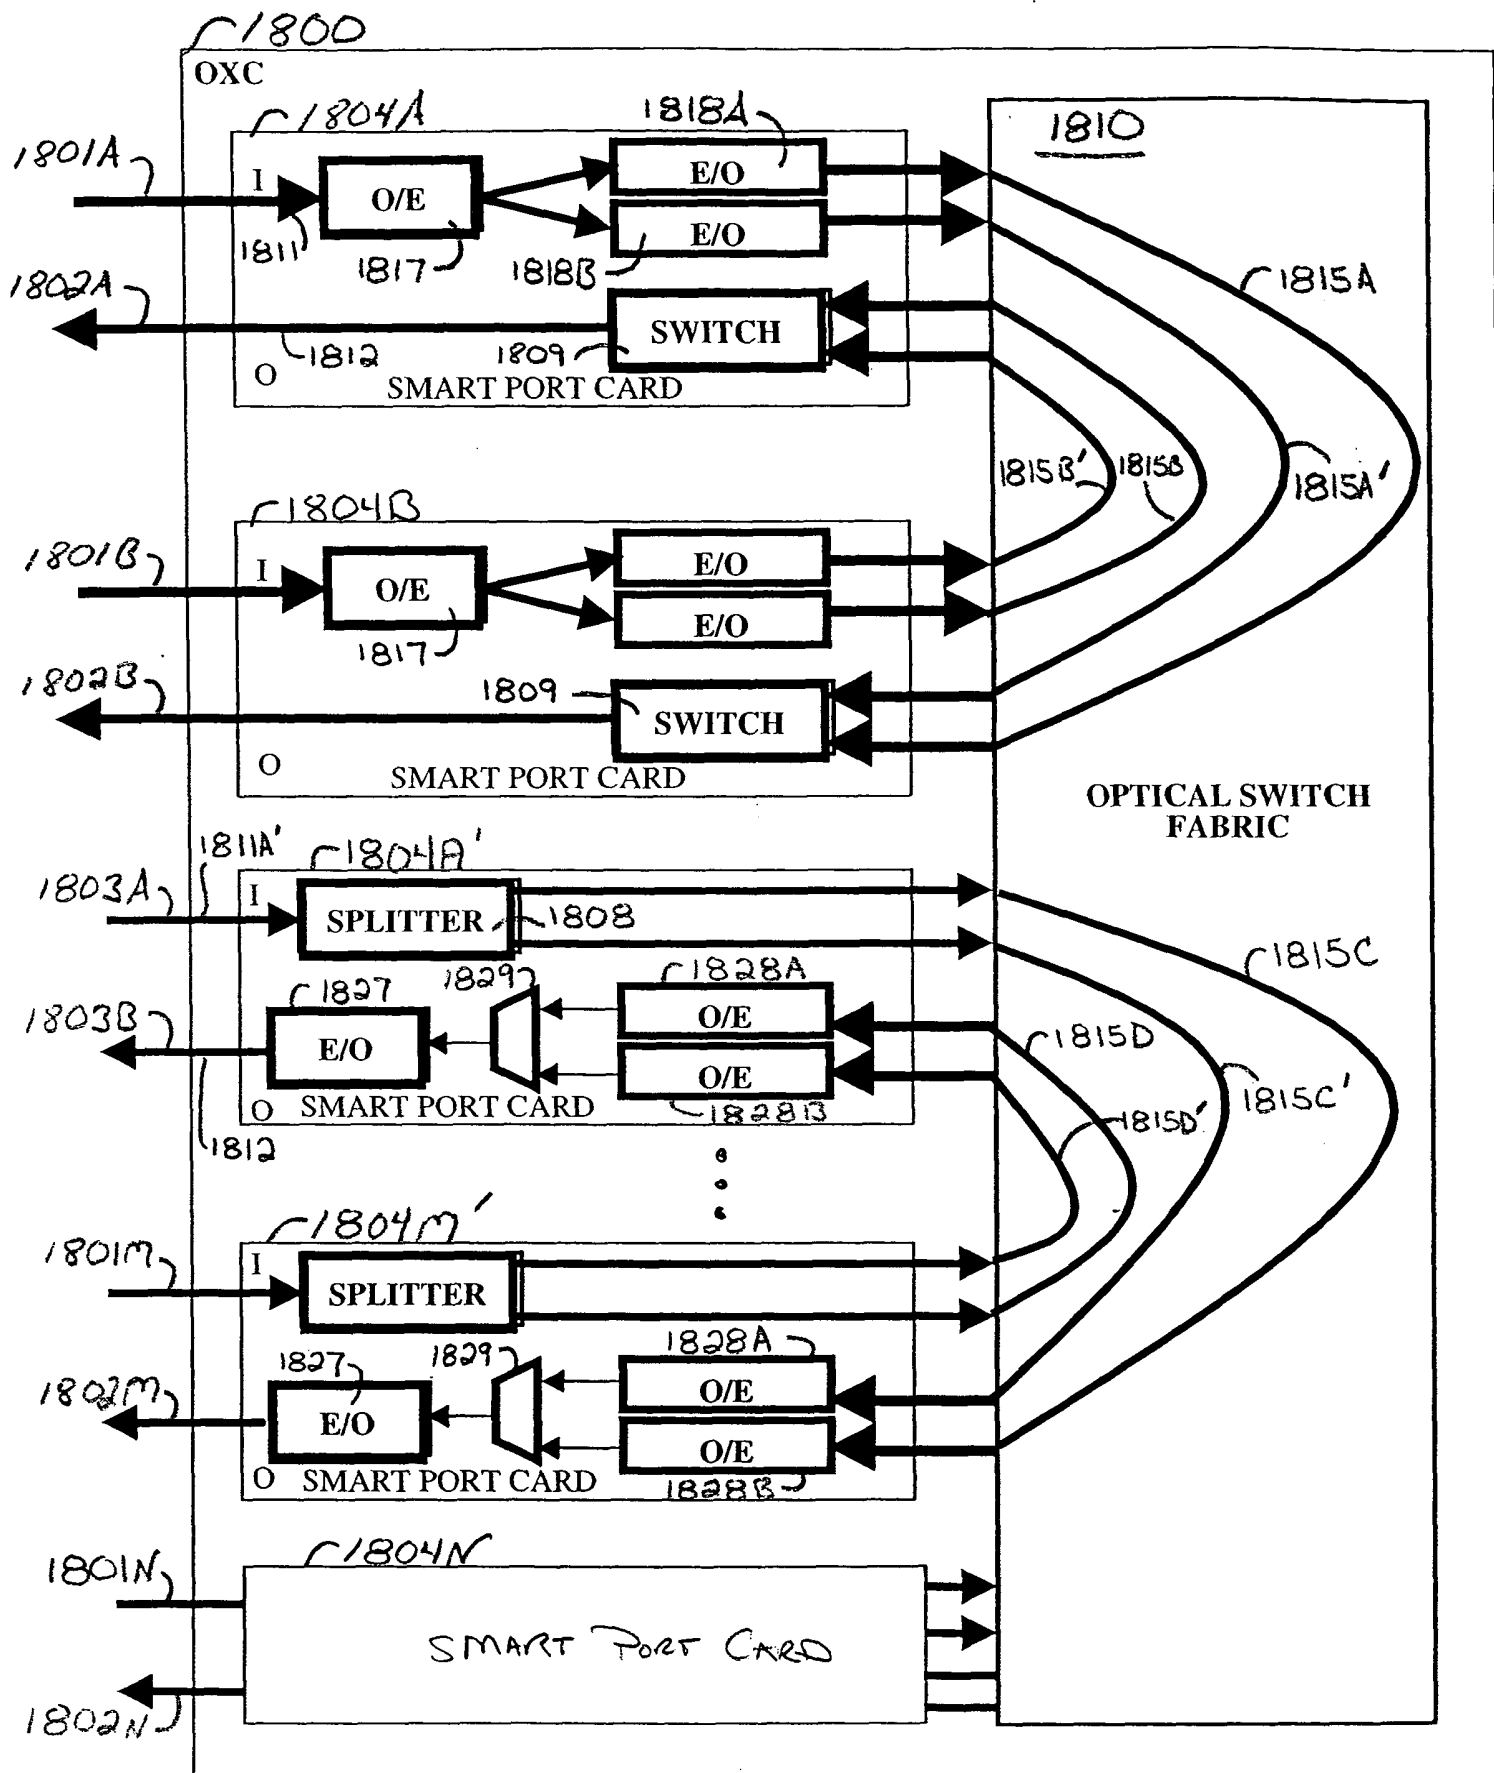 1800
OXC
1804A
1818A
1810
1801A
I
O/E
E/O
1811
1817
1818B
E/O
1815A
1802A
1812
1809
SWITCH
O
SMART PORT CARD
1815B'
1815B
1815A'
1804B
1801B
I
O/E
E/O
E/O
1817
1802B
1809
SWITCH
O
SMART PORT CARD
OPTICAL SWITCH
FABRIC
1811A'
1804A'
1803A
I
SPLITTER
1808
1815C
1827
1829
1828A
1803B
E/O
O/E
1815D
O/E
1815C'
O
SMART PORT CARD
1828B
1815D'
1812
1804M'
1801M
I
SPLITTER
1827
1829
1828A
1802M
E/O
O/E
O/E
O
SMART PORT CARD
1828B
1804N
1801N
SMART PORT CARD
1802N